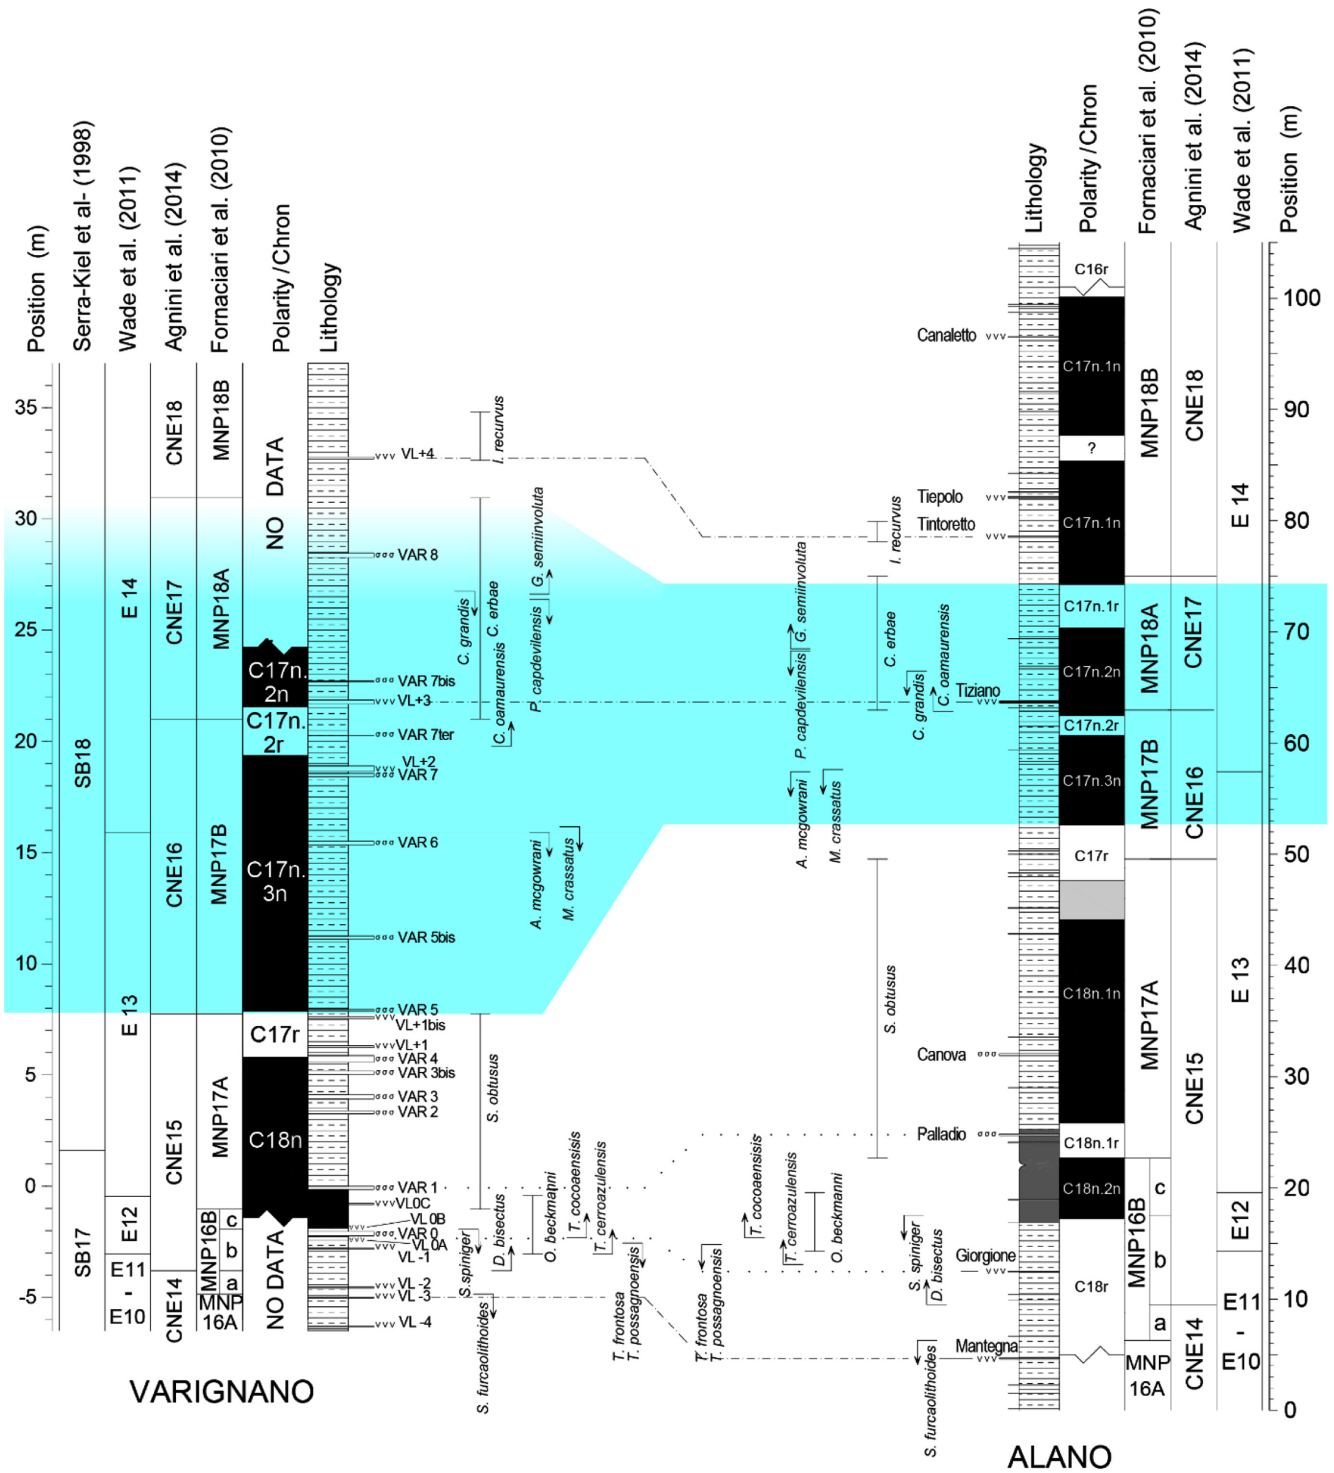 Position (m)
Serra-Kiel et al- (1998)
Wade et al. (2011)
Agnini et al. (2014)
Fornaciari et al. (2010)
Polarity/Chron
Lithology
35
30
25
20
15
10
5
0
-5
SB18
SB17
E 14
E 13
E12
E11
-
E10
CNE18
CNE17
CNE16
CNE15
CNE14
MNP18B
MNP18A
MNP17B
MNP17A
MNP16B
c
b
a
MNP
16A
NO DATA
C17n.
2n
C17n.
2r
C17n.
3n
C17r
C18n
NO DATA
VL+4
VAR 8
VAR 7bis
VL+3
VAR 7ter
VL+2
VAR 7
VAR 6
VAR 5bis
VAR 5
VL+1bis
VL+1
VAR 4
VAR 3bis
VAR 3
VAR 2
VAR 1
VL0C
VL 0B
VAR 0
VL 0A
VL -1
VL -2
VL -3
VL -4
I. recurvus
G. semiinvoluta
C. grandis
C. erbae
C. oamaurensis
P. capdevilensis
A. mcgowrani
M. crassatus
S. obtusus
S.spiniger
D. bisectus
O. beckmapni
T. cocoaensisis
T. cerroazulensis
T. frontosa
T. possagnoensis
S. furcaolithoides
VARIGNANO
Lithology
Polarity/Chron
Fornaciari et al. (2010)
Agnini et al. (2014)
Wade et al. (2011)
Position (m)
Canaletto
Tiepolo
Tintoretto
Tiziano
Canova
Palladio
Giorgione
Mantegna
I. recurvus
G. semiinvoluta
P. capdevilensis
C. erbae
C. grandis
C. oamaurensis
A. mcgowrani
M. crassatus
S. obtusus
T. cocoaensis
T. cerroazulensis
O. beckmanni
S. spiniger
D. bisectus
T. frontosa
T. possagnoensis
S. furcaolithoides
C16r
C17n.1n
?
C17n.1n
C17n.1r
C17n.2n
C17n.2r
C17n.3n
C17r
C18n.1n
C18n.1r
C18n.2n
C18r
MNP18B
MNP18A
MNP17B
MNP17A
MNP16B
c
b
a
MNP
16A
CNE18
CNE17
CNE16
CNE15
CNE14
E 14
E 13
E12
E11
-
E10
100
90
80
70
60
50
40
30
20
10
0
ALANO